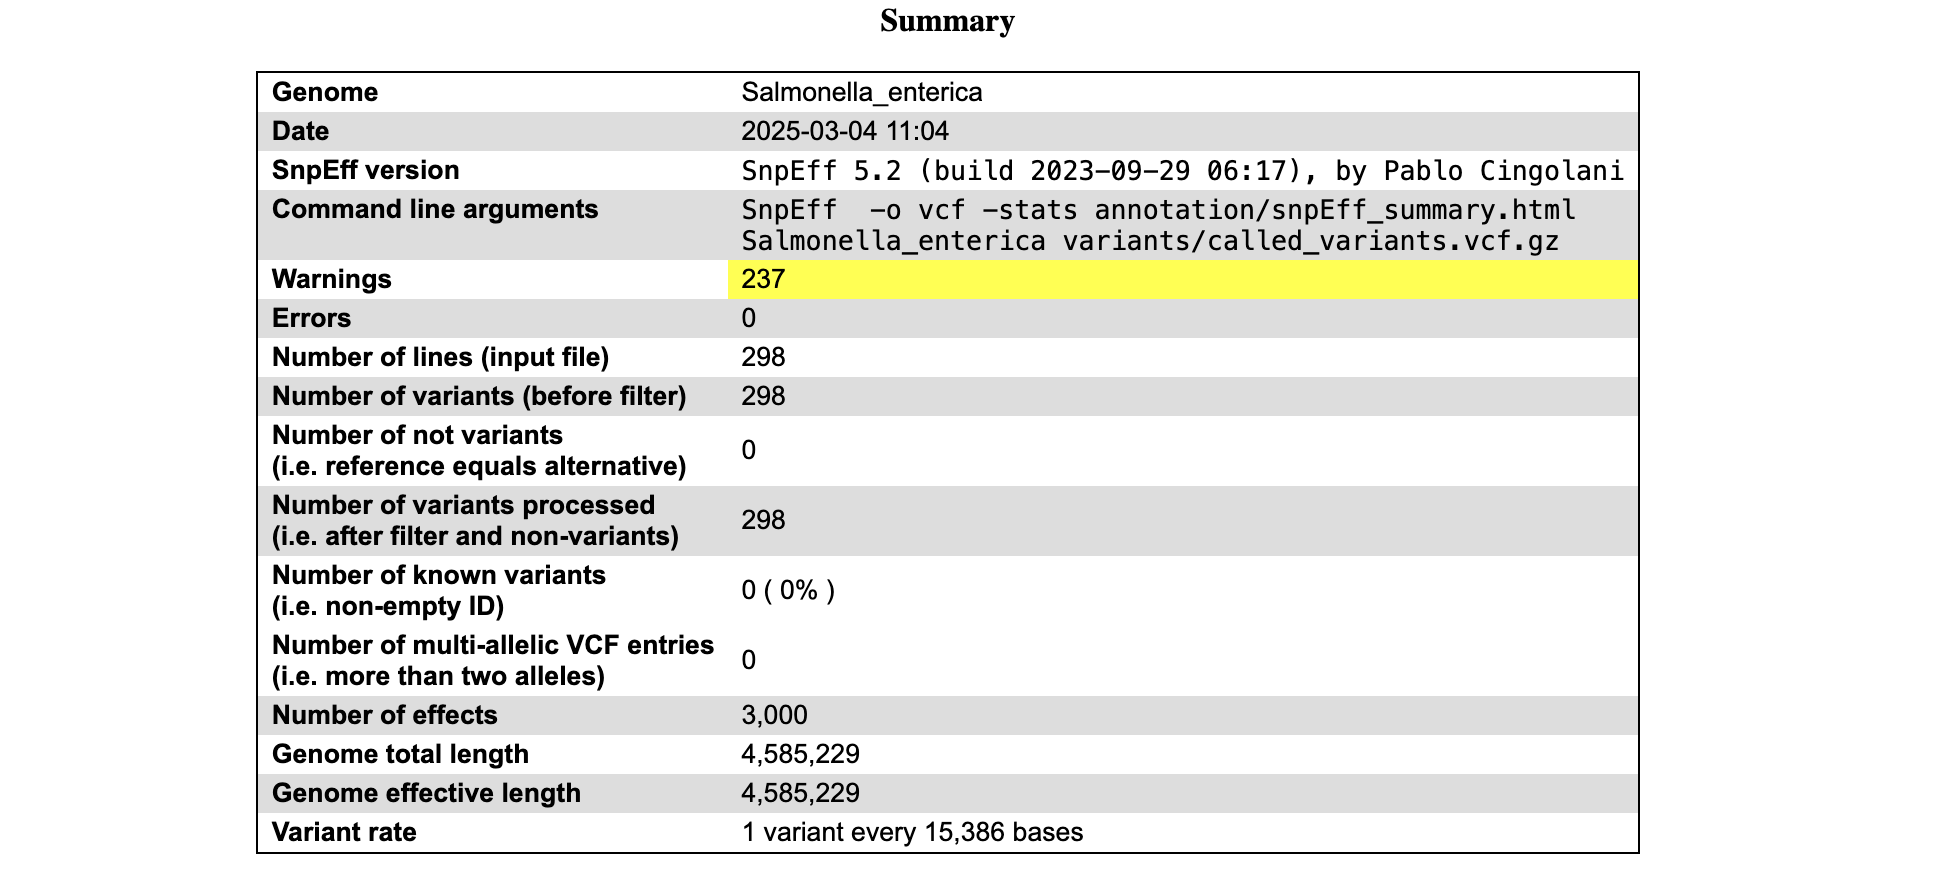 Summary
Genome Salmonella_enterica
Date 2025-03-04 11:04
SnpEff version SnpEff 5.2 (build 2023-09-29 06:17), by Pablo Cingolani
Command line arguments SnpEff  -o vcf -stats annotation/snpEff_summary.html
Salmonella_enterica variants/called_variants.vcf.gz
Warnings 237
Errors 0
Number of lines (input file) 298
Number of variants (before filter) 298
Number of not variants
(i.e. reference equals alternative) 0
Number of variants processed
(i.e. after filter and non-variants) 298
Number of known variants
(i.e. non-empty ID) 0 ( 0% )
Number of multi-allelic VCF entries
(i.e. more than two alleles) 0
Number of effects 3,000
Genome total length 4,585,229
Genome effective length 4,585,229
Variant rate 1 variant every 15,386 bases